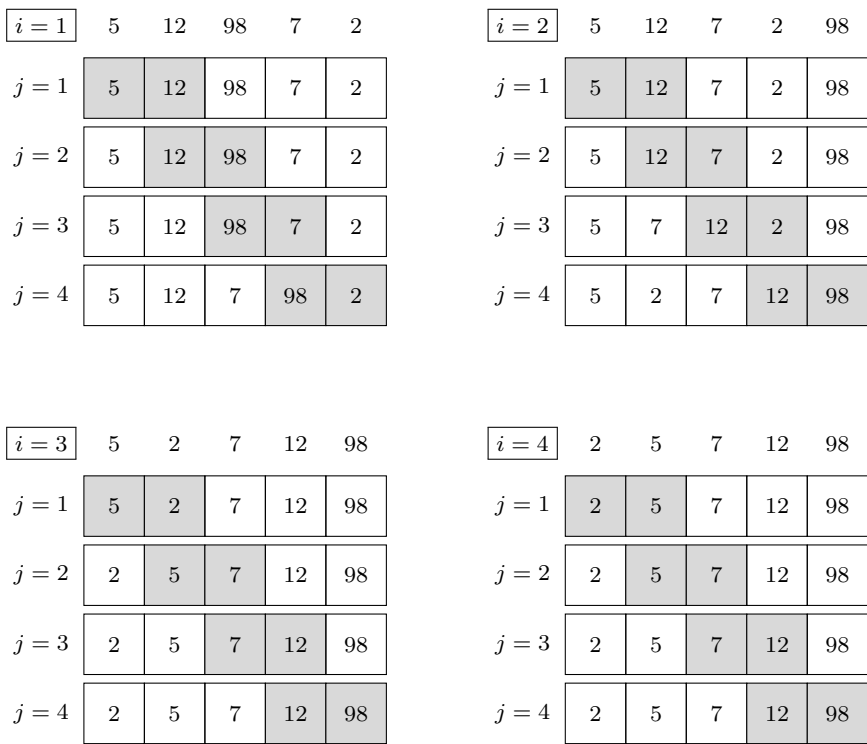 i = 1 5 12 98 7 2
j = 1 5 12 98 7 2
j = 2 5 12 98 7 2
j = 3 5 12 98 7 2
j = 4 5 12 7 98 2
i = 2 5 12 7 2 98
j = 1 5 12 7 2 98
j = 2 5 12 7 2 98
j = 3 5 7 12 2 98
j = 4 5 2 7 12 98
i = 3 5 2 7 12 98
j = 1 5 2 7 12 98
j = 2 2 5 7 12 98
j = 3 2 5 7 12 98
j = 4 2 5 7 12 98
i = 4 2 5 7 12 98
j = 1 2 5 7 12 98
j = 2 2 5 7 12 98
j = 3 2 5 7 12 98
j = 4 2 5 7 12 98